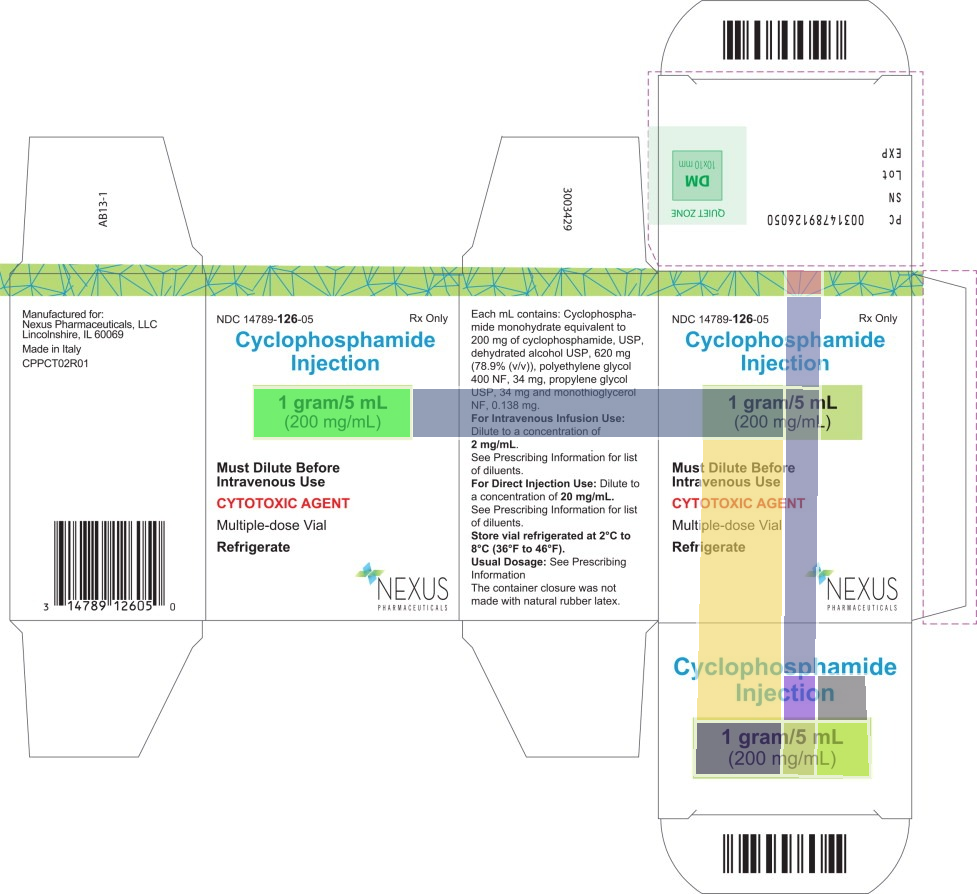 AB13-1
3003429
PC 00314789126050
SN
Lot
EXP
QUIET ZONE
DM
10x10 mm
Manufactured for:
Nexus Pharmaceuticals, LLC
Lincolnshire, IL 60069
Made in Italy
CPPCT02R01
3 14789 12605 0
NDC 14789-126-05 Rx Only
Cyclophosphamide
Injection
1 gram/5 mL
(200 mg/mL)
Must Dilute Before
Intravenous Use
CYTOTOXIC AGENT
Multiple-dose Vial
Refrigerate
NEXUS
PHARMACEUTICALS
Each mL contains: Cyclophospha-
mide monohydrate equivalent to
200 mg of cyclophosphamide, USP,
dehydrated alcohol USP, 620 mg
(78.9% (v/v)), polyethylene glycol
400 NF, 34 mg, propylene glycol
USP, 34 mg and monothioglycerol
NF, 0.138 mg.
For Intravenous Infusion Use:
Dilute to a concentration of
2 mg/mL.
See Prescribing Information for list
of diluents.
For Direct Injection Use: Dilute to
a concentration of 20 mg/mL.
See Prescribing Information for list
of diluents.
Store vial refrigerated at 2°C to
8°C (36°F to 46°F).
Usual Dosage: See Prescribing
Information
The container closure was not
made with natural rubber latex.
NDC 14789-126-05 Rx Only
Cyclophosphamide
Injection
1 gram/5 mL
(200 mg/mL)
Must Dilute Before
Intravenous Use
CYTOTOXIC AGENT
Multiple-dose Vial
Refrigerate
NEXUS
PHARMACEUTICALS
Cyclophosphamide
Injection
1 gram/5 mL
(200 mg/mL)